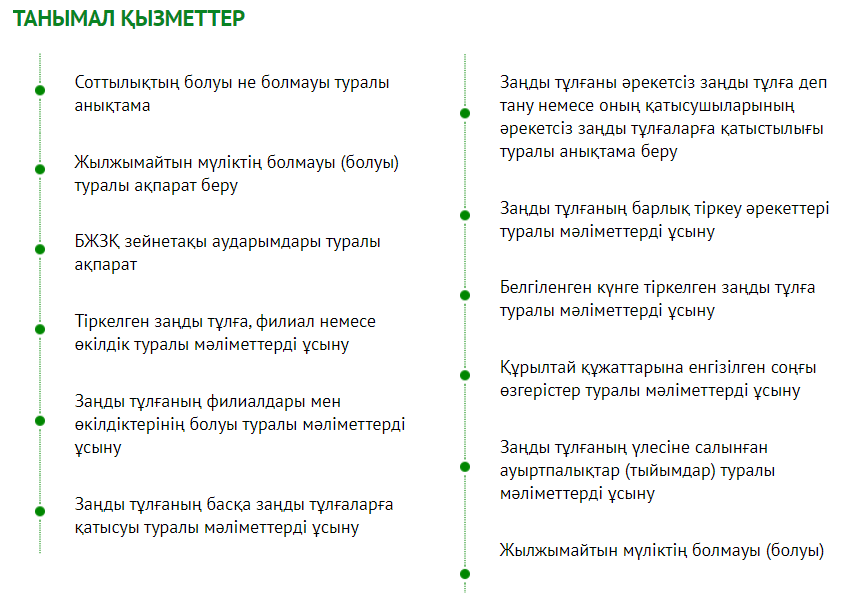 ТАНЫМАЛ ҚЫЗМЕТТЕР
Соттылықтың болуы не болмауы туралы
анықтама
Жылжымайтын мүліктің болмауы (болуы)
туралы ақпарат беру
БЖЗҚ зейнетақы аударымдары туралы
ақпарат
Тіркелген заңды тұлға, филиал немесе
өкілдік туралы мәліметтерді ұсыну
Заңды тұлғаның филиалдары мен
өкілдіктерінің болуы туралы мәліметтерді
ұсыну
Заңды тұлғаның басқа заңды тұлғаларға
қатысуы туралы мәліметтерді ұсыну
Заңды тұлғаны әрекетсіз заңды тұлға деп
тану немесе оның қатысушыларының
әрекетсіз заңды тұлғаларға қатыстылығы
туралы анықтама беру
Заңды тұлғаның барлық тіркеу әрекеттері
туралы мәліметтерді ұсыну
Белгіленген күнге тіркелген заңды тұлға
туралы мәліметтерді ұсыну
Құрылтай құжаттарына енгізілген соңғы
өзгерістер туралы мәліметтерді ұсыну
Заңды тұлғаның үлесіне салынған
ауыртпалықтар (тыйымдар) туралы
мәліметтерді ұсыну
Жылжымайтын мүліктің болмауы (болуы)